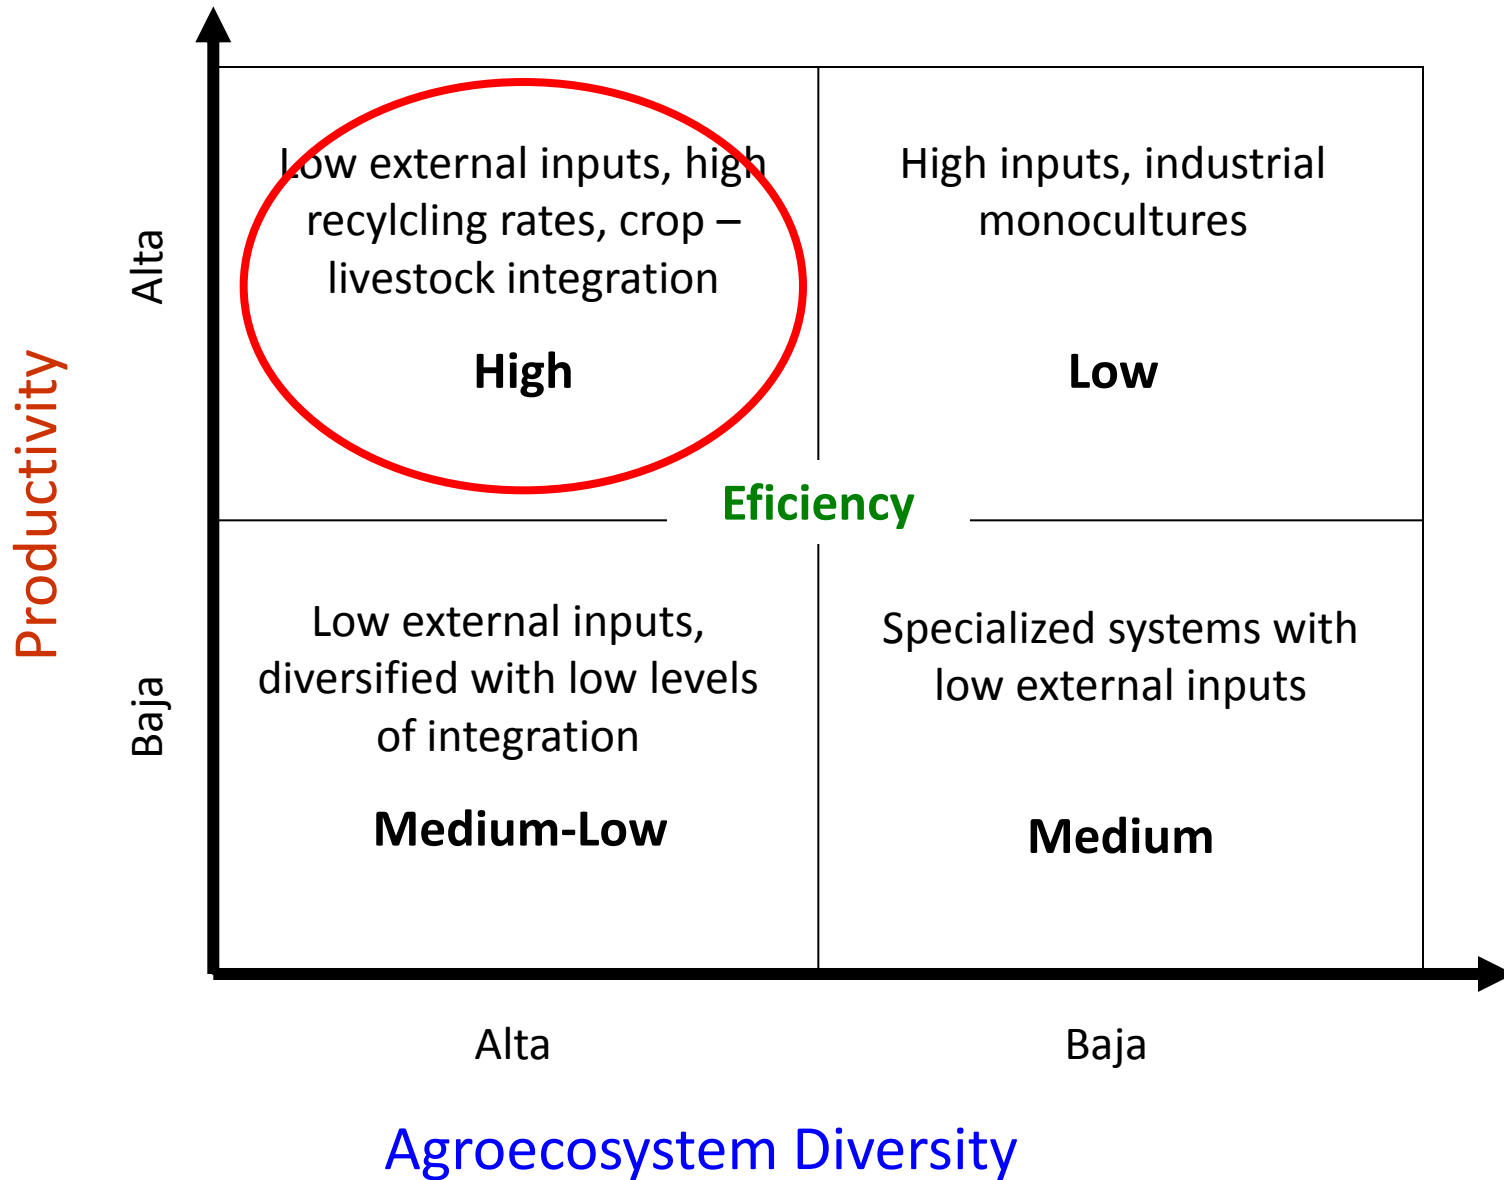 Productivity
Alta
Baja
Low external inputs, high
recylcling rates, crop –
livestock integration
High
High inputs, industrial
monocultures
Low
Eficiency
Low external inputs,
diversified with low levels
of integration
Medium-Low
Specialized systems with
low external inputs
Medium
Alta
Baja
Agroecosystem Diversity